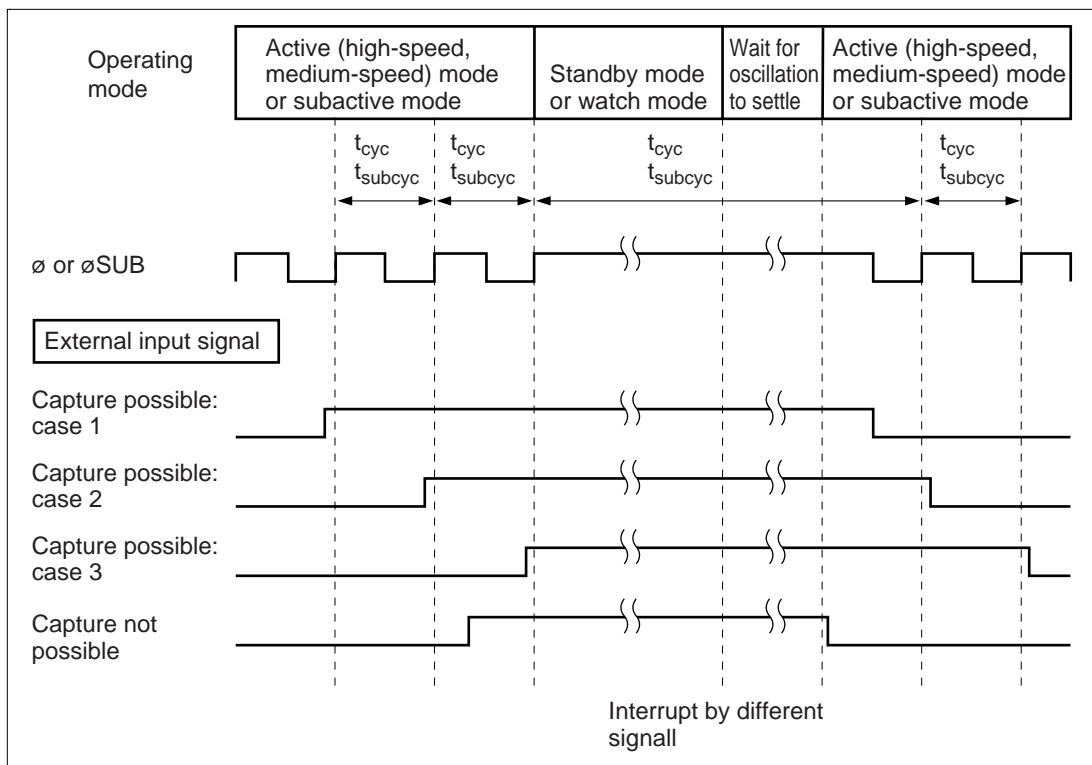 Operating
mode
Active (high-speed,
medium-speed) mode
or subactive mode
Standby mode
or watch mode
Wait for
oscillation
to settle
Active (high-speed,
medium-speed) mode
or subactive mode
tcyc
tsubcyc
tcyc
tsubcyc
tcyc
tsubcyc
tcyc
tsubcyc
ø or øSUB
External input signal
Capture possible:
case 1
Capture possible:
case 2
Capture possible:
case 3
Capture not
possible
Interrupt by different
signall